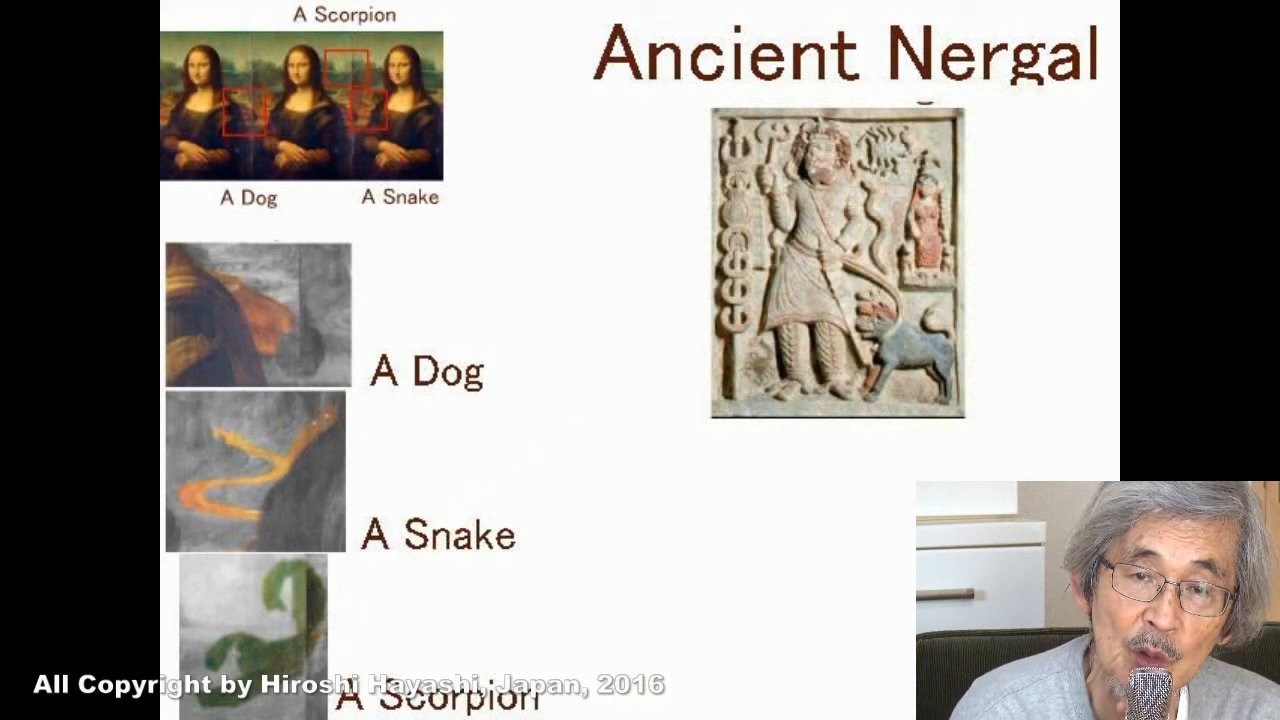 A Scorpion
Ancient Nergal
A Dog
A Snake
A Dog
A Snake
A Scorpion
All Copyright by Hiroshi Hayashi, Japan, 2016